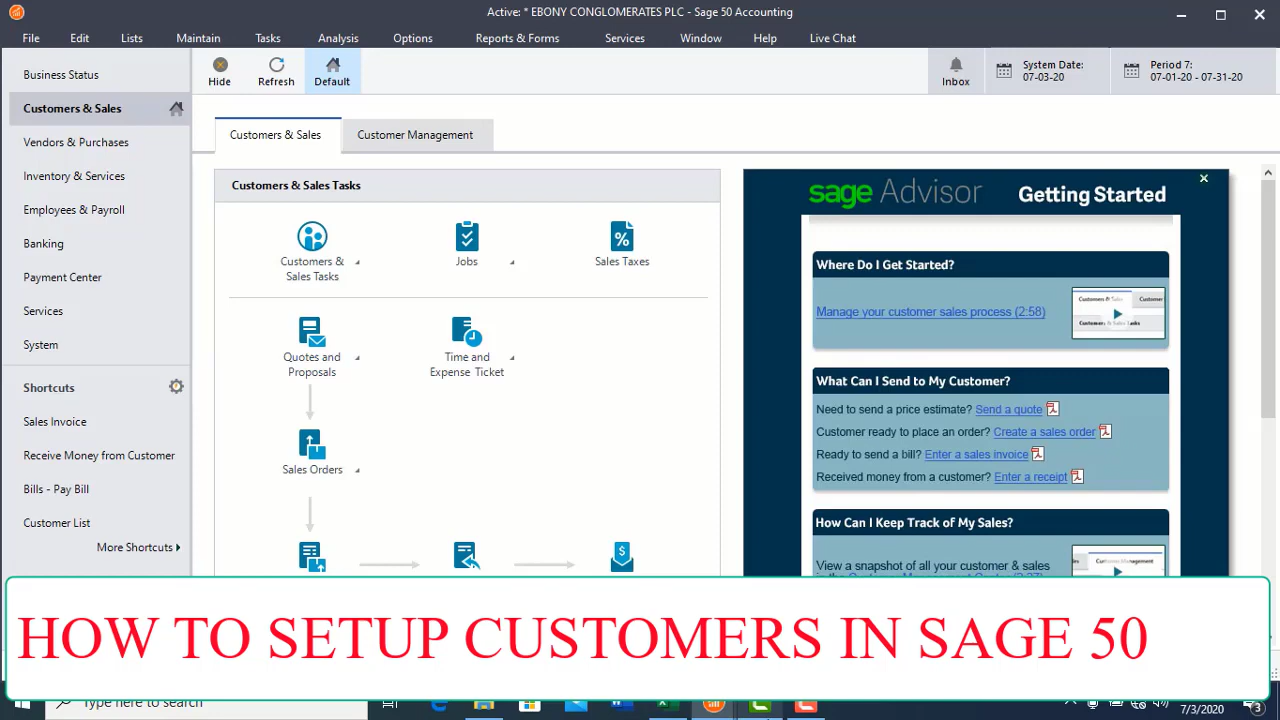 Active: * EBONY CONGLOMERATES PLC - Sage 50 Accounting
File Edit Lists Maintain Tasks Analysis Options Reports & Forms Services Window Help Live Chat
Business Status
Customers & Sales
Vendors & Purchases
Inventory & Services
Employees & Payroll
Banking
Payment Center
Services
System
Shortcuts
Sales Invoice
Receive Money from Customer
Bills - Pay Bill
Customer List
More Shortcuts
Hide Refresh Default
Inbox
System Date:
07-03-20
Period 7:
07-01-20 - 07-31-20
Customers & Sales Customer Management
Customers & Sales Tasks
Customers &
Sales Tasks
Jobs
Sales Taxes
Quotes and
Proposals
Time and
Expense Ticket
Sales Orders
sage Advisor Getting Started
Where Do I Get Started?
Manage your customer sales process (2:58)
What Can I Send to My Customer?
Need to send a price estimate? Send a quote
Customer ready to place an order? Create a sales order
Ready to send a bill? Enter a sales invoice
Received money from a customer? Enter a receipt
How Can I Keep Track of My Sales?
View a snapshot of all your customer & sales
HOW TO SETUP CUSTOMERS IN SAGE 50
Type here to search
7/3/2020
3